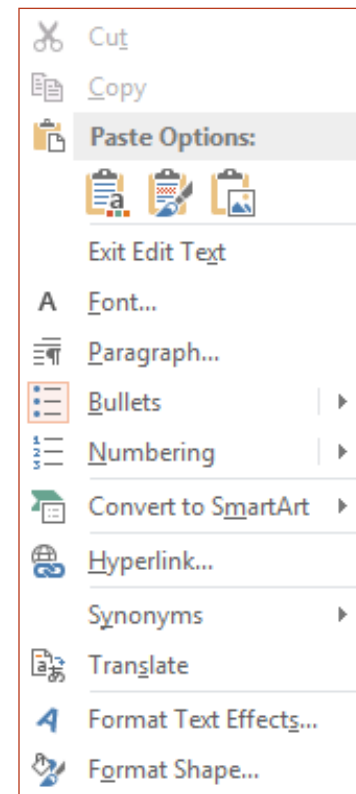 Cut
Copy
Paste Options:
Exit Edit Text
Font...
Paragraph...
Bullets
Numbering
Convert to SmartArt
Hyperlink...
Synonyms
Translate
Format Text Effects...
Format Shape...